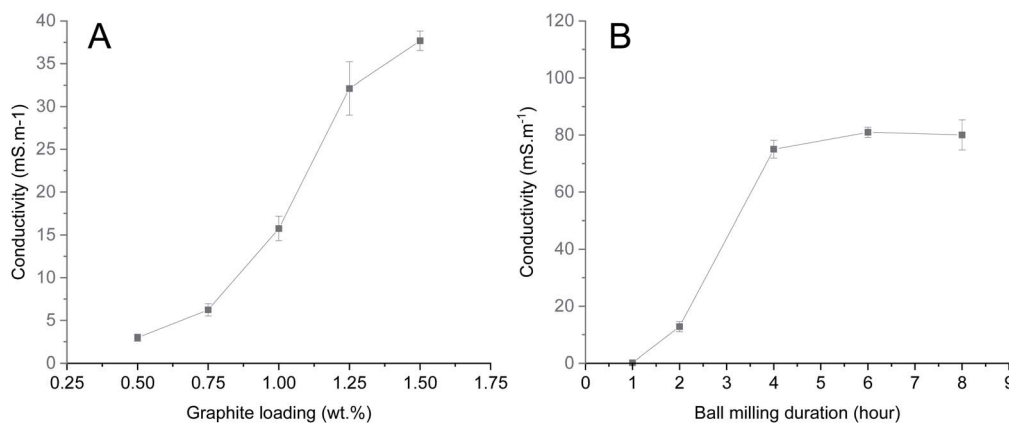 A
Conductivity (mS.m-1)
40
35
30
25
20
15
10
5
0
0.25 0.50 0.75 1.00 1.25 1.50 1.75
Graphite loading (wt.%)
B
Conductivity (mS.m⁻¹)
120
100
80
60
40
20
0
0 1 2 3 4 5 6 7 8 9
Ball milling duration (hour)